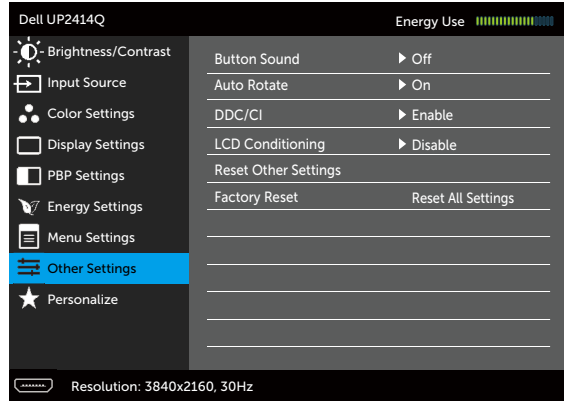 Dell UP2414Q
Energy Use
Brightness/Contrast
Input Source
Color Settings
Display Settings
PBP Settings
Energy Settings
Menu Settings
Other Settings
Personalize
Button Sound Off
Auto Rotate On
DDC/CI Enable
LCD Conditioning Disable
Reset Other Settings
Factory Reset Reset All Settings
Resolution: 3840x2160, 30Hz